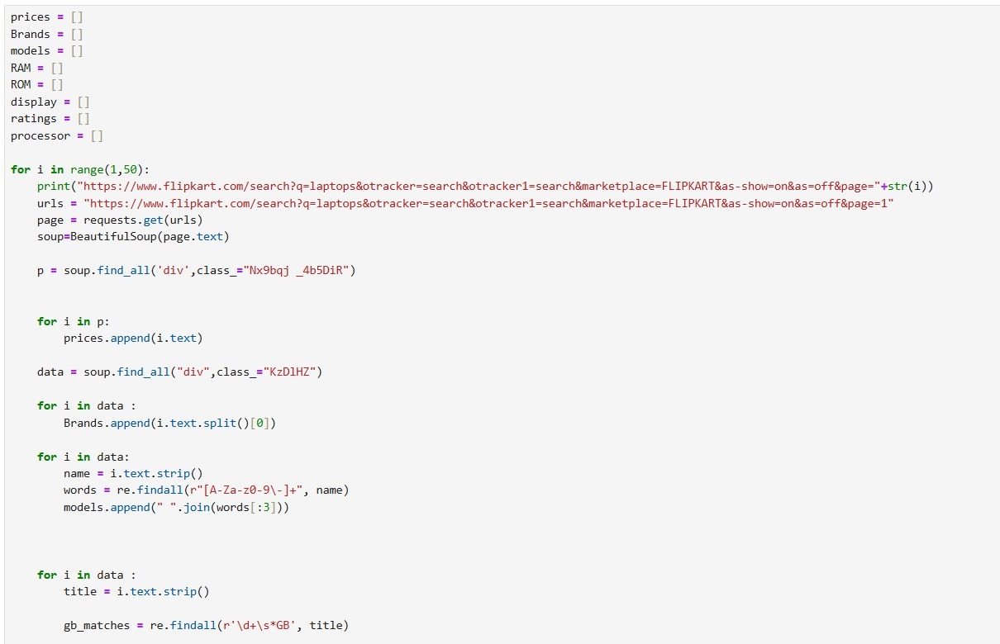 prices = []
Brands = []
models = []
RAM = []
ROM = []
display = []
ratings = []
processor = []
for i in range(1,50):
    print("https://www.flipkart.com/search?q=laptops&otracker=search&otracker1=search&marketplace=FLIPKART&as-show=on&as=off&page="+str(i))
    urls = "https://www.flipkart.com/search?q=laptops&otracker=search&otracker1=search&marketplace=FLIPKART&as-show=on&as=off&page=1"
    page = requests.get(urls)
    soup=BeautifulSoup(page.text)
    p = soup.find_all('div',class_="Nx9bqj _4b5DiR")
    for i in p:
        prices.append(i.text)
    data = soup.find_all("div",class_="KzDlHZ")
    for i in data :
        Brands.append(i.text.split()[0])
    for i in data:
        name = i.text.strip()
        words = re.findall(r"[A-Za-z0-9\-]+", name)
        models.append(" ".join(words[:3]))
    for i in data :
        title = i.text.strip()
        gb_matches = re.findall(r'\d+\s*GB', title)